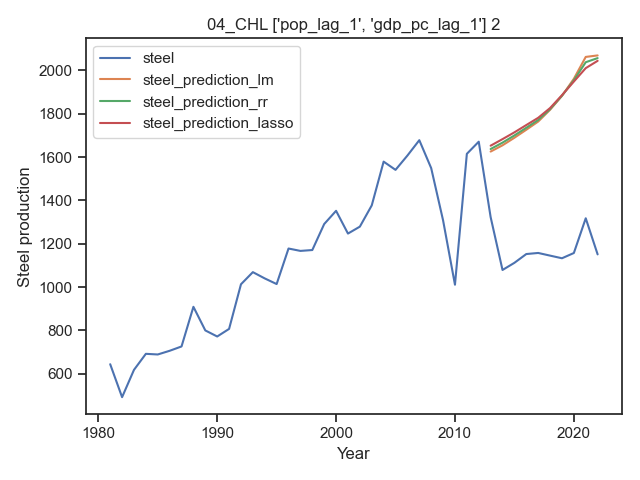 04_CHL ['pop_lag_1', 'gdp_pc_lag_1'] 2
steel
steel_prediction_lm
steel_prediction_rr
steel_prediction_lasso
Steel production
2000
1800
1600
1400
1200
1000
800
600
1980
1990
2000
2010
2020
Year